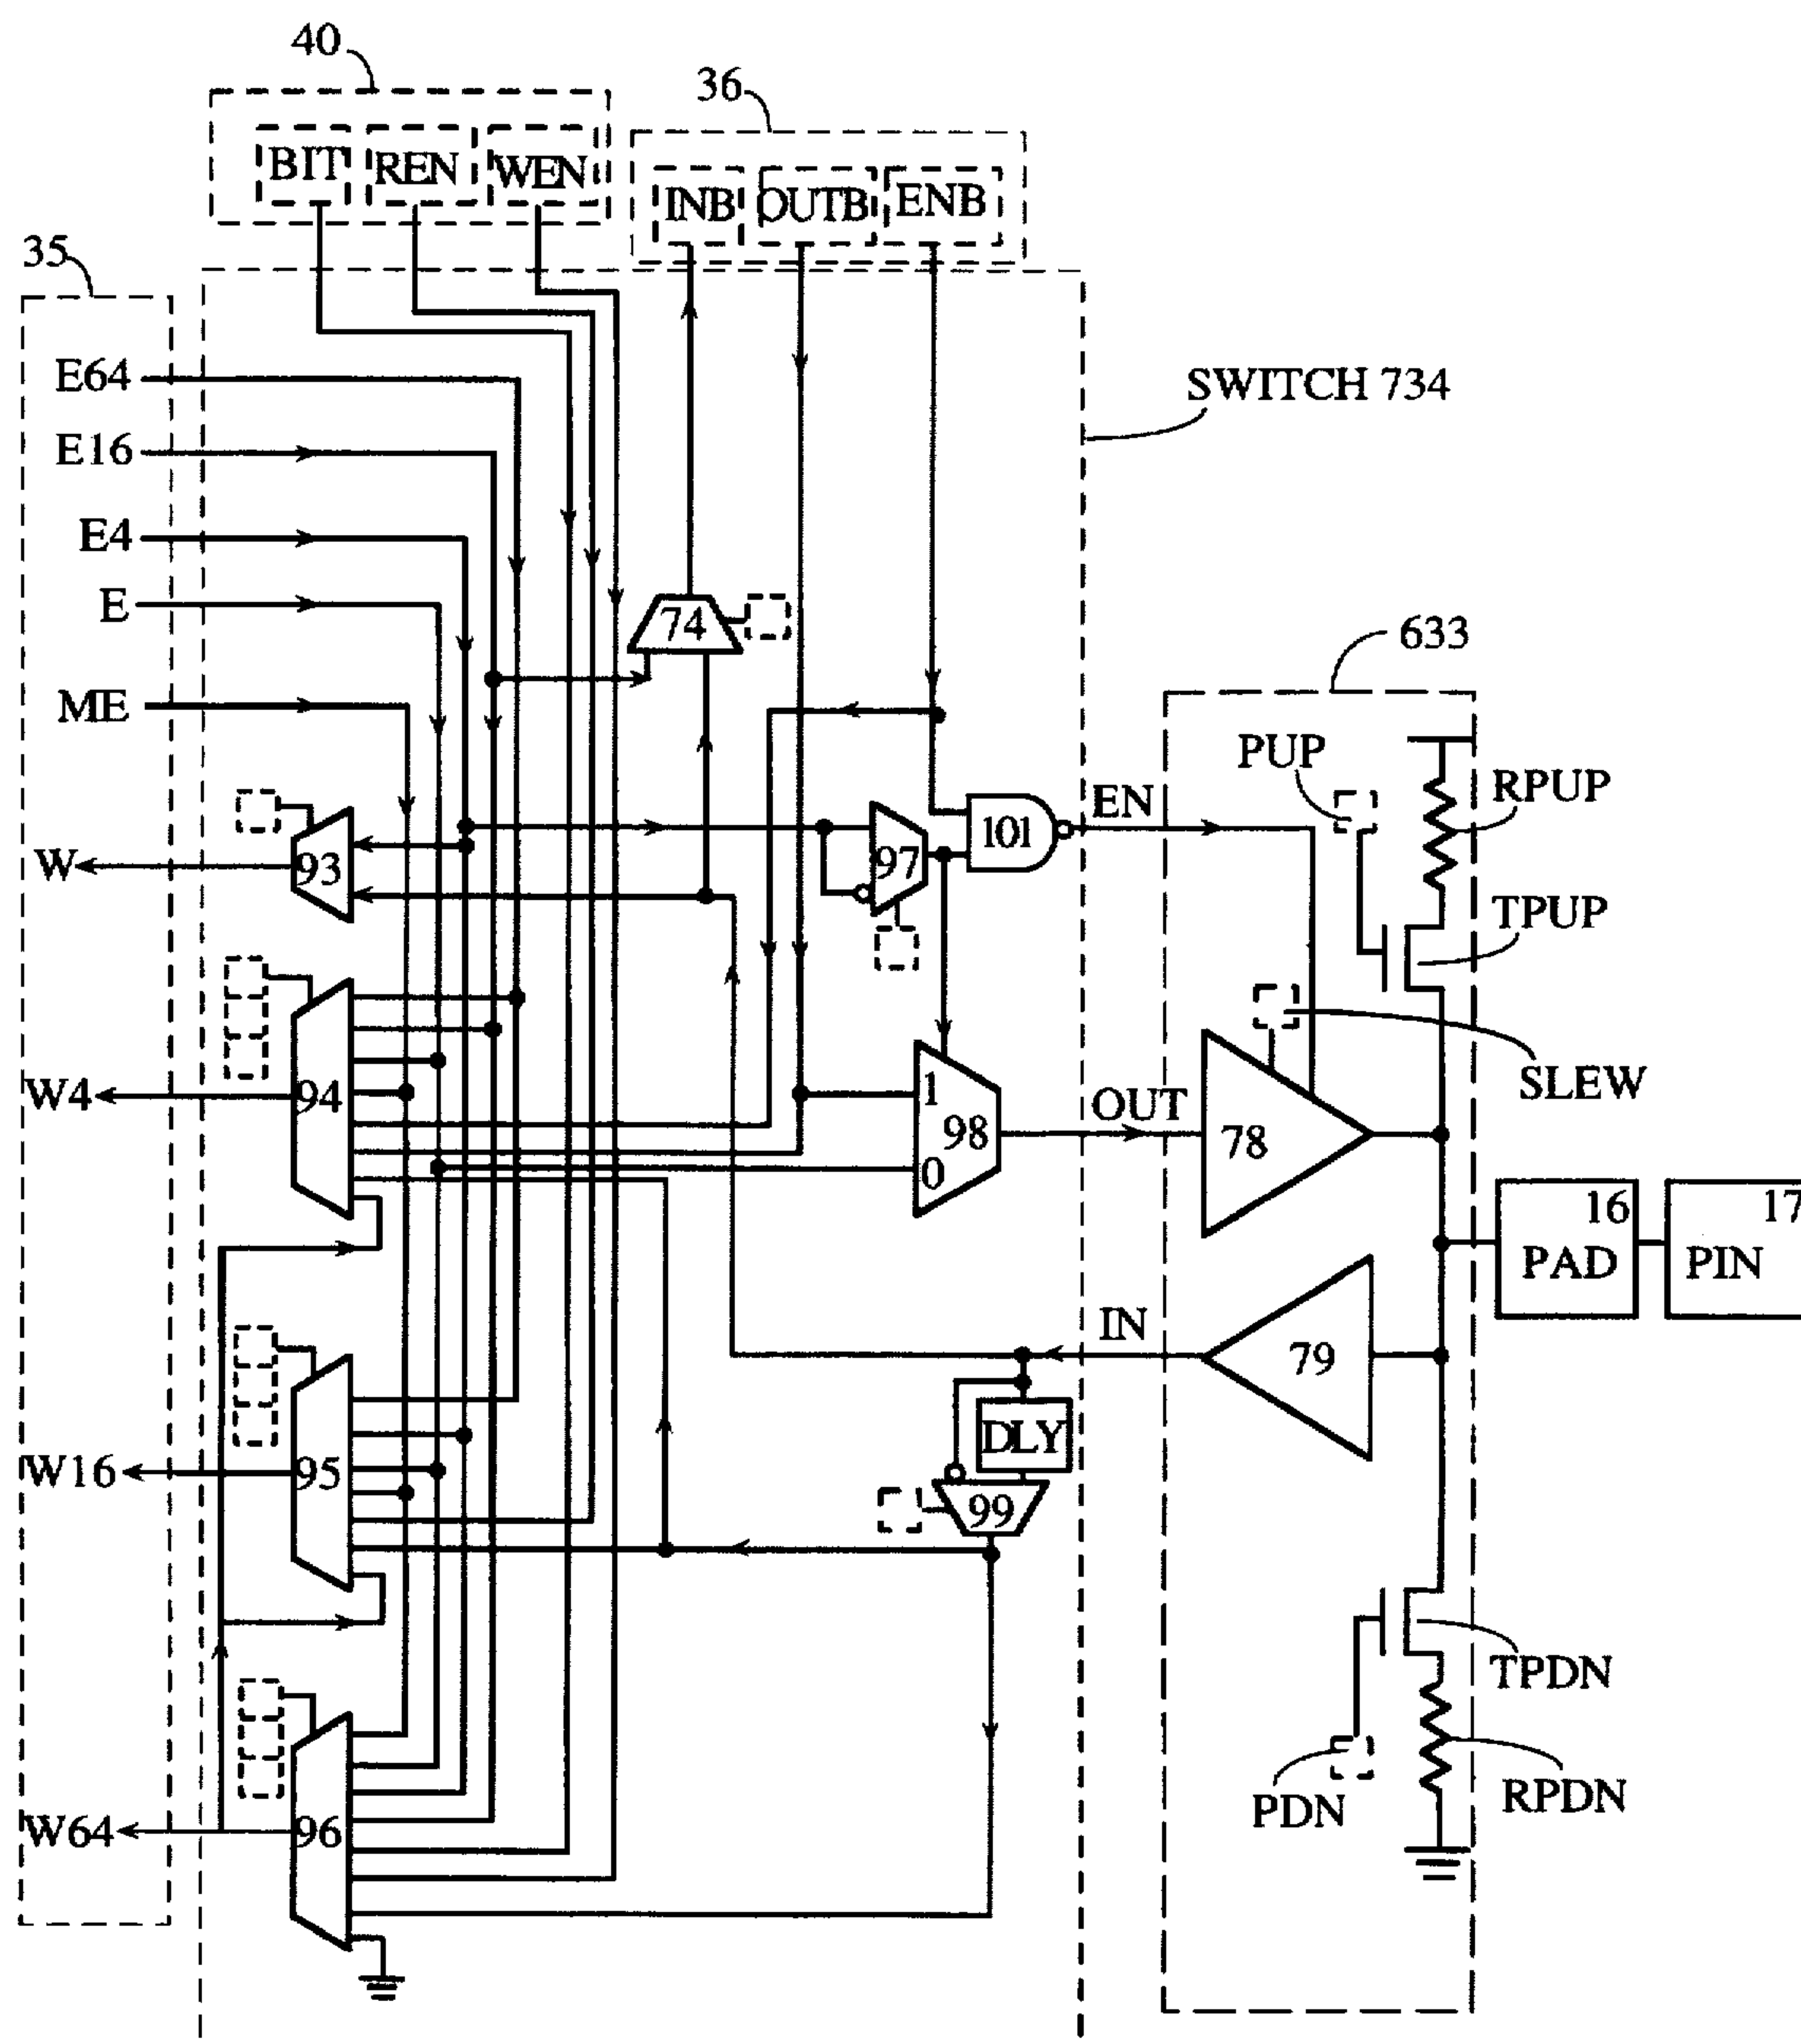 40
36
BIT REN WEN
INB OUTB ENB
35
E64
SWITCH 734
E16
E4
E
74
633
ME
PUP
RPUP
EN
101
W
93
97
TPUP
SLEW
W4
94
1
98
0
OUT
78
16
PAD
17
PIN
IN
79
DLY
W16
95
99
TPDN
W64
96
PDN
RPDN